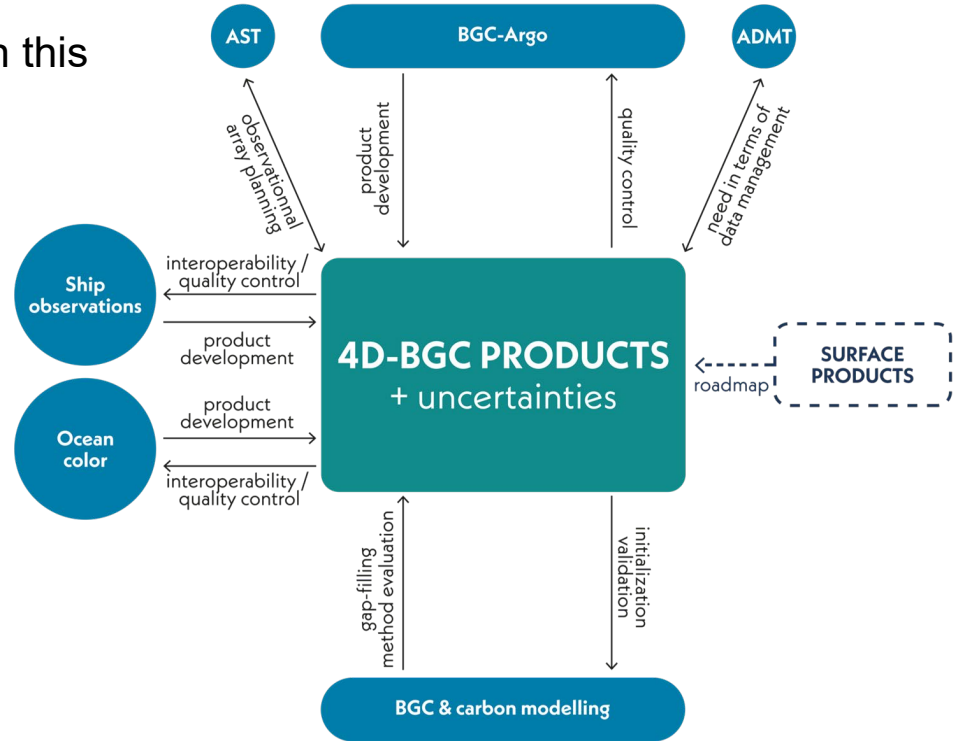 n this
AST
BGC-Argo
ADMT
observationnal
array planning
product
development
quality control
need in terms of
data management
Ship
observations
interoperability /
quality control
product
development
4D-BGC PRODUCTS
+ uncertainties
roadmap
SURFACE
PRODUCTS
Ocean
color
product
development
interoperability /
quality control
gap-filling
method evaluation
initialization
validation
BGC & carbon modelling